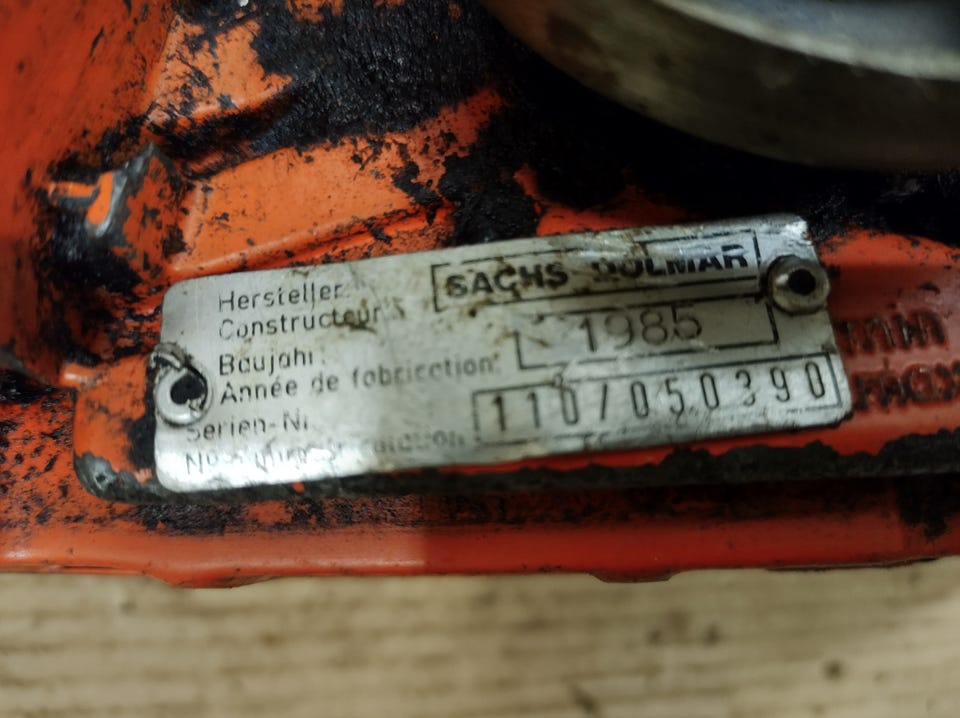 Hersteller:
Constructeur:
SACHS DOLMAR
Baujahr:
Année de fabrication:
1985
Serien-Nr
110/050390